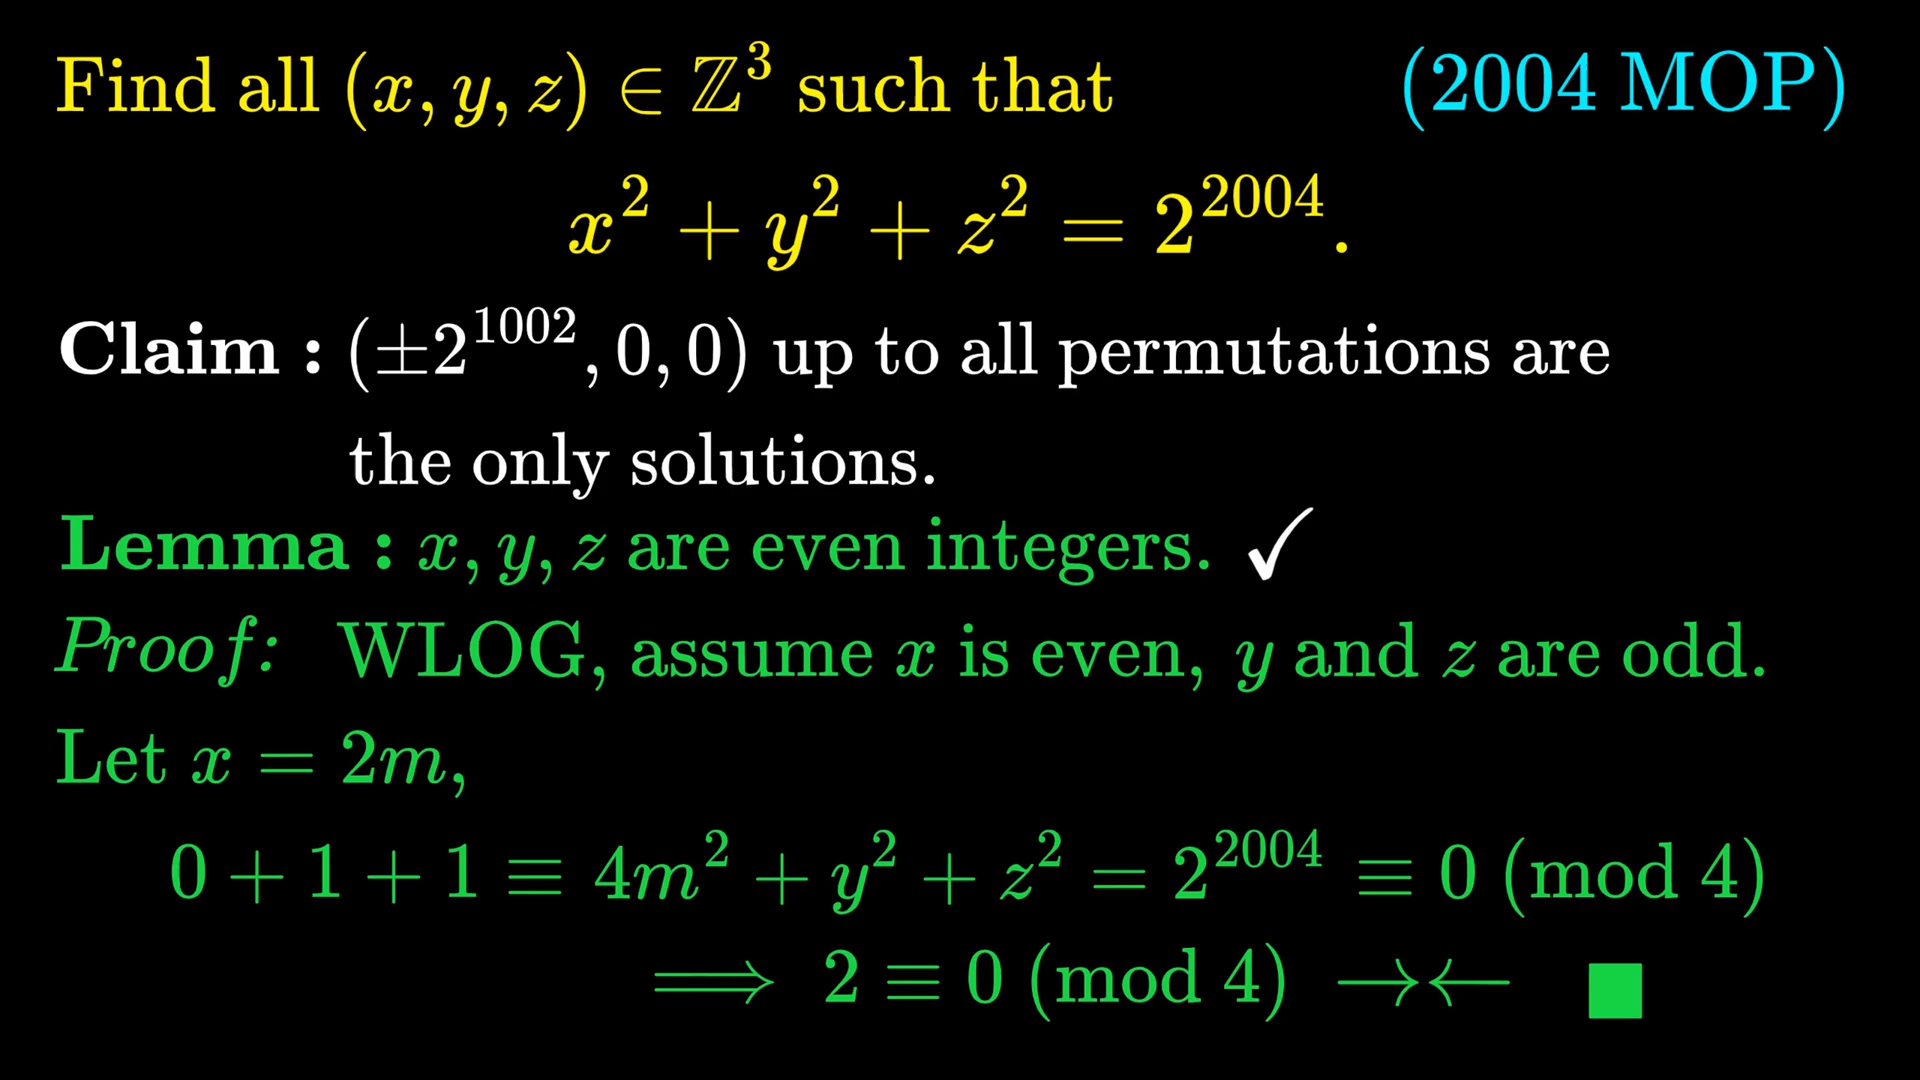 Find all (x, y, z) ∈ ℤ³ such that (2004 MOP)
x² + y² + z² = 2²⁰⁰⁴.
Claim : (±2¹⁰⁰², 0, 0) up to all permutations are
the only solutions.
Lemma : x, y, z are even integers. ✓
Proof: WLOG, assume x is even, y and z are odd.
Let x = 2m,
0 + 1 + 1 ≡ 4m² + y² + z² = 2²⁰⁰⁴ ≡ 0 (mod 4)
⟹ 2 ≡ 0 (mod 4) →← ■